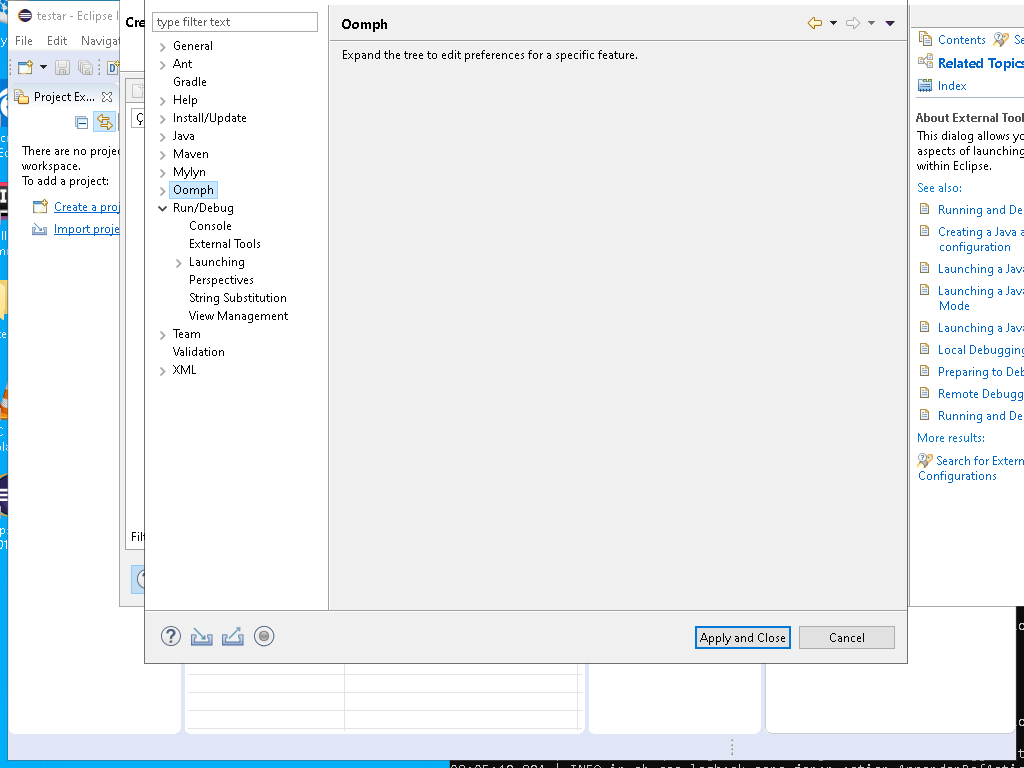 testar - Eclipse
File Edit Navigat
Project Ex...
There are no
workspace.
To add a project:
Create a
Import
Cre
Filt
type filter text
General
Ant
Gradle
Help
Install/Update
Java
Maven
Mylyn
Oomph
Run/Debug
Console
External Tools
Launching
Perspectives
String Substitution
View Management
Team
Validation
XML
Oomph
Expand the tree to edit preferences for a specific feature.
Apply and Close
Cancel
Contents
Se
Related Topics
Index
About External Tool
This dialog allows yo
aspects of launching
within Eclipse.
See also:
Running and De
Creating a Java a
configuration
Launching a Java
Launching a Java
Mode
Launching a Java
Local Debugging
Preparing to Deb
Remote Debugg
Running and De
More results:
Search for Extern
Configurations